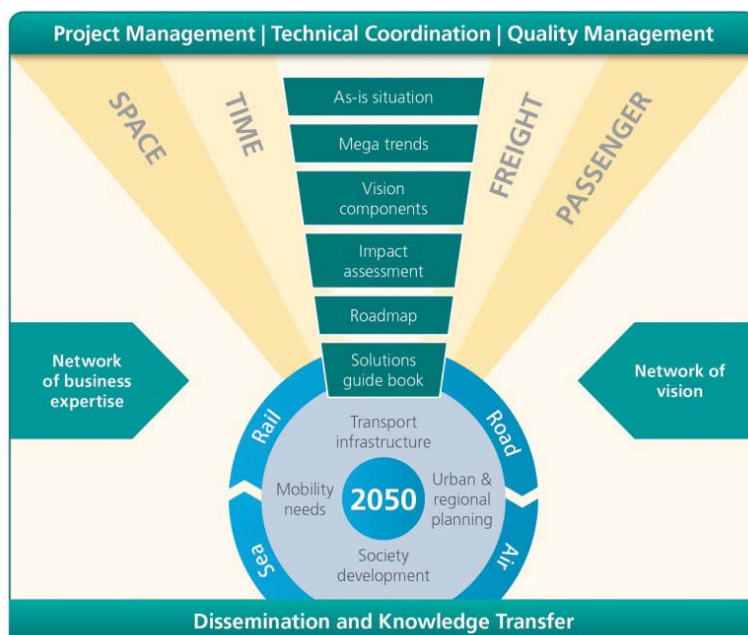 Project Management | Technical Coordination | Quality Management
SPACE
TIME
FREIGHT
PASSENGER
As-is situation
Mega trends
Vision
components
Impact
assessment
Roadmap
Solutions
guide book
Network
of business
expertise
Network of
vision
Rail
Road
Sea
Air
Transport
infrastructure
Mobility
needs
2050
Urban &
regional
planning
Society
development
Dissemination and Knowledge Transfer